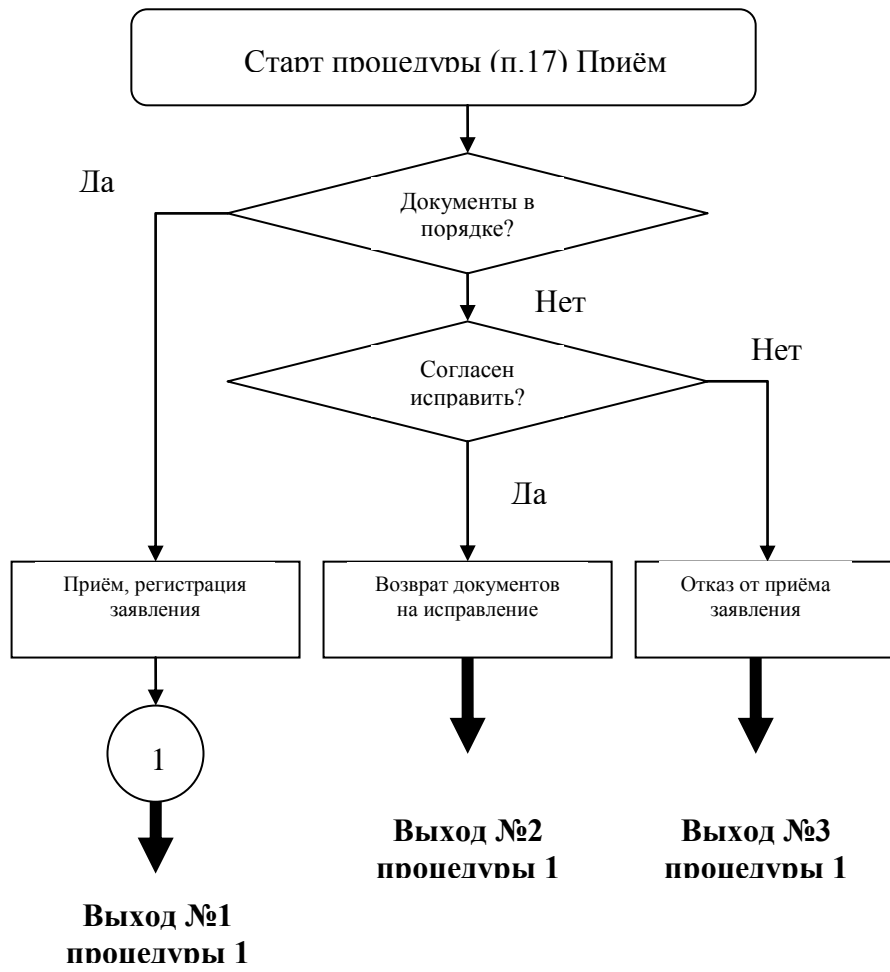 Старт процедуры (п.17) Приём
Да
Документы в
порядке?
Нет
Нет
Согласен
исправить?
Да
Приём, регистрация
заявления
Возврат документов
на исправление
Отказ от приёма
заявления
1
Выход №2
процедуры 1
Выход №3
процедуры 1
Выход №1
процедуры 1